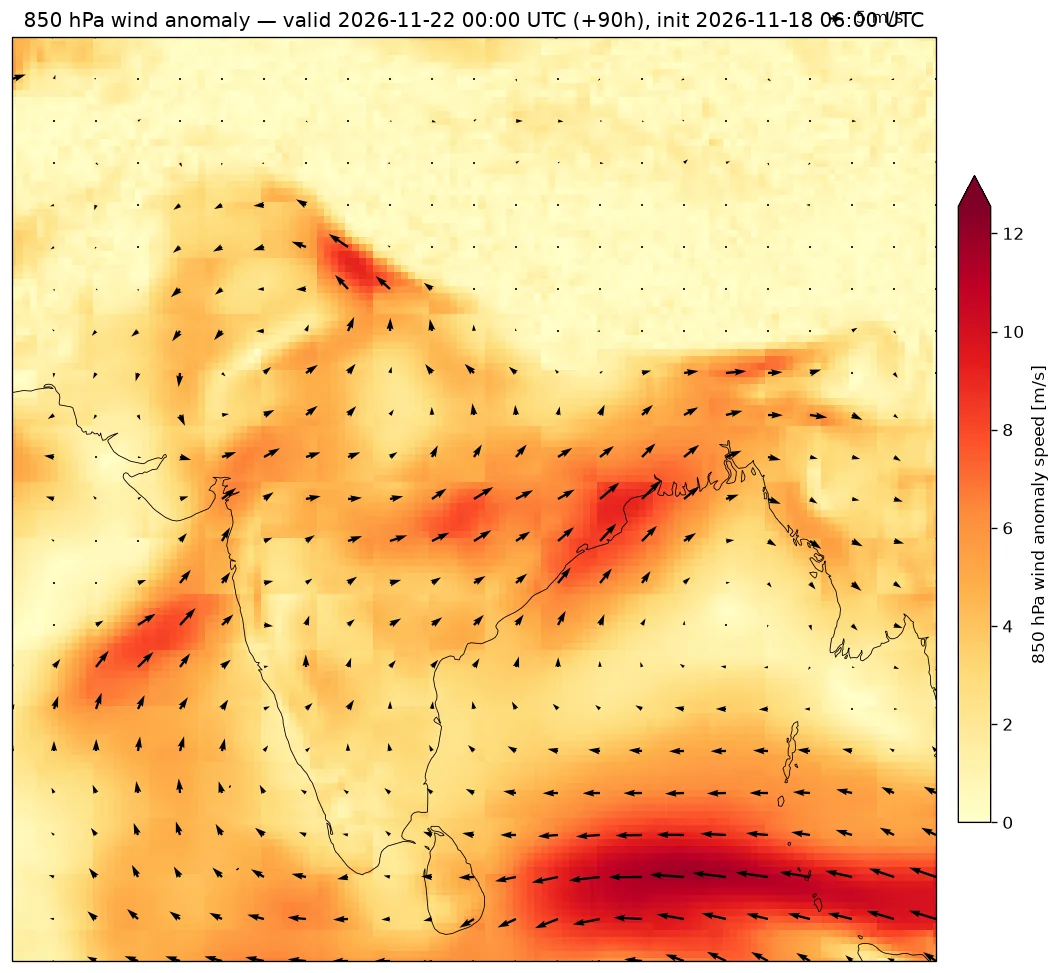 850 hPa wind anomaly — valid 2026-11-22 00:00 UTC (+90h), init 2026-11-18 06:00 UTC
5 m/s
12
10
8
6
4
2
0
850 hPa wind anomaly speed [m/s]